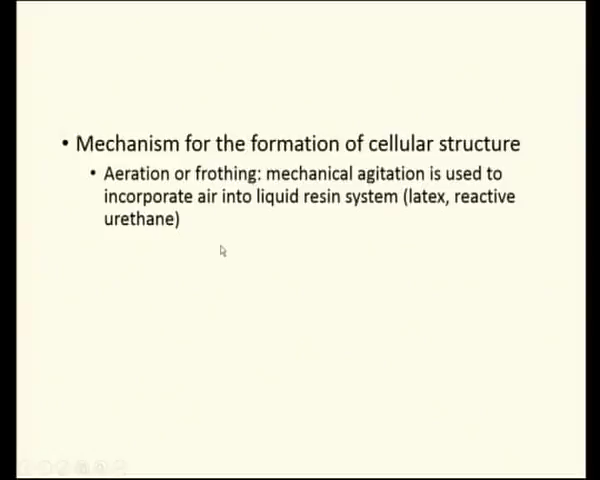 • Mechanism for the formation of cellular structure
• Aeration or frothing: mechanical agitation is used to
incorporate air into liquid resin system (latex, reactive
urethane)